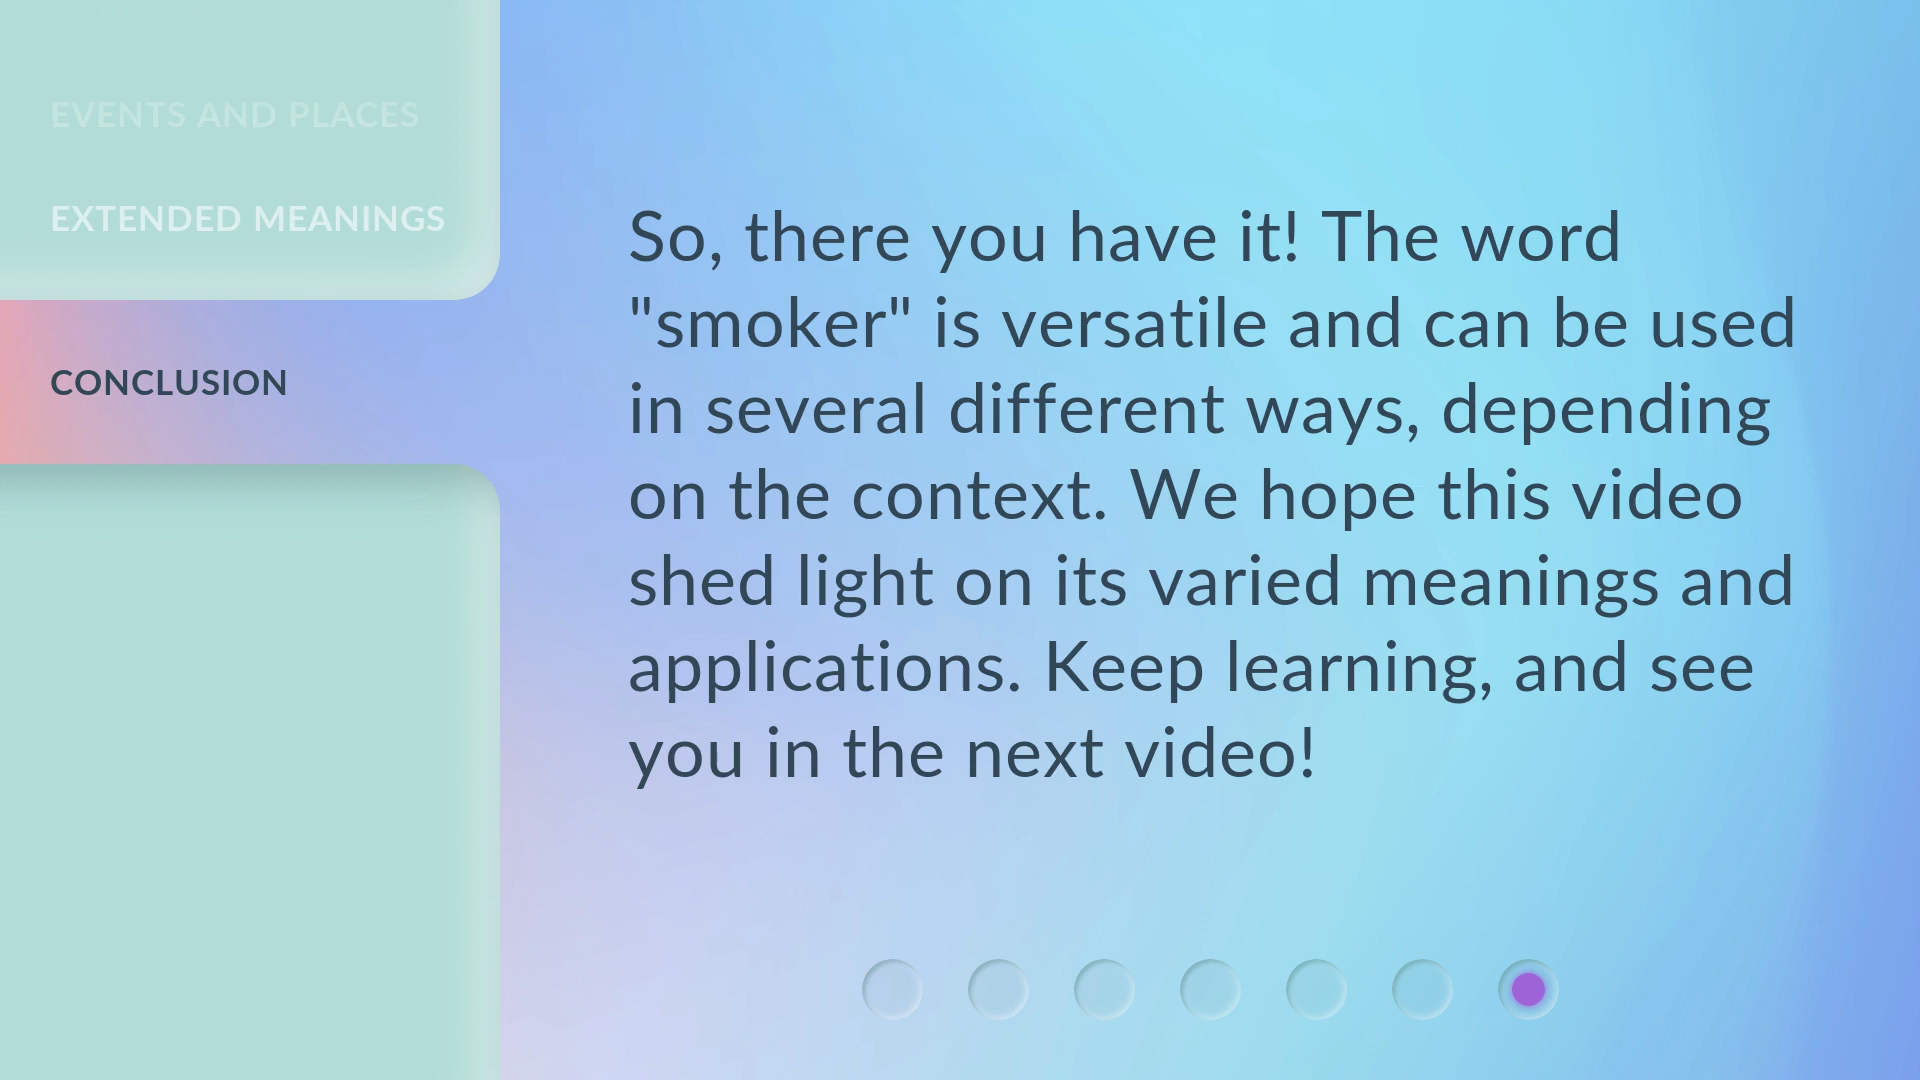 EVENTS AND PLACES
EXTENDED MEANINGS
CONCLUSION
So, there you have it! The word
"smoker" is versatile and can be used
in several different ways, depending
on the context. We hope this video
shed light on its varied meanings and
applications. Keep learning, and see
you in the next video!